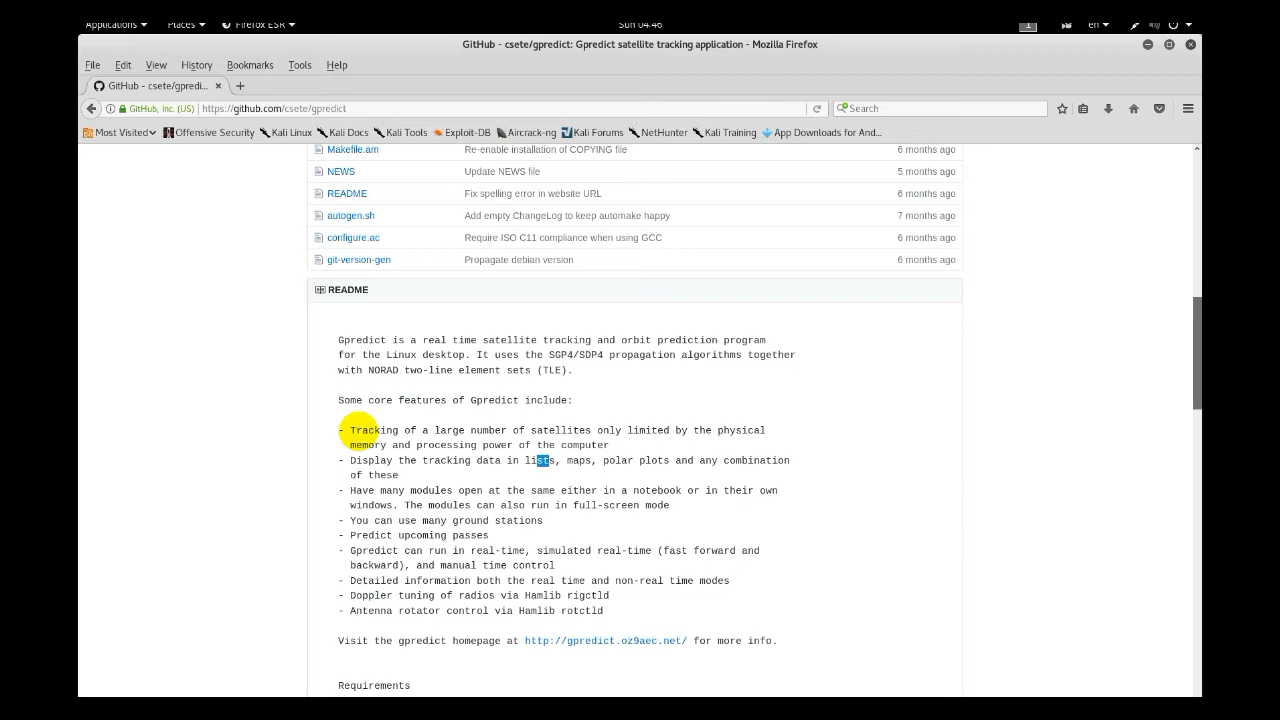 Applications Places Firefox ESR Sun 04:46 1 en
GitHub - csete/gpredict: Gpredict satellite tracking application - Mozilla Firefox
File Edit View History Bookmarks Tools Help
GitHub - csete/gpredi...
GitHub, Inc. (US) https://github.com/csete/gpredict Search
Most Visited Offensive Security Kali Linux Kali Docs Kali Tools Exploit-DB Aircrack-ng Kali Forums NetHunter Kali Training App Downloads for And...
Makefile.am Re-enable installation of COPYING file 6 months ago
NEWS Update NEWS file 5 months ago
README Fix spelling error in website URL 6 months ago
autogen.sh Add empty ChangeLog to keep automake happy 7 months ago
configure.ac Require ISO C11 compliance when using GCC 6 months ago
git-version-gen Propagate debian version 6 months ago
README
Gpredict is a real time satellite tracking and orbit prediction program
for the Linux desktop. It uses the SGP4/SDP4 propagation algorithms together
with NORAD two-line element sets (TLE).
Some core features of Gpredict include:
- Tracking of a large number of satellites only limited by the physical
memory and processing power of the computer
- Display the tracking data in lists, maps, polar plots and any combination
of these
- Have many modules open at the same either in a notebook or in their own
windows. The modules can also run in full-screen mode
- You can use many ground stations
- Predict upcoming passes
- Gpredict can run in real-time, simulated real-time (fast forward and
backward), and manual time control
- Detailed information both the real time and non-real time modes
- Doppler tuning of radios via Hamlib rigctld
- Antenna rotator control via Hamlib rotctld
Visit the gpredict homepage at http://gpredict.oz9aec.net/ for more info.
Requirements